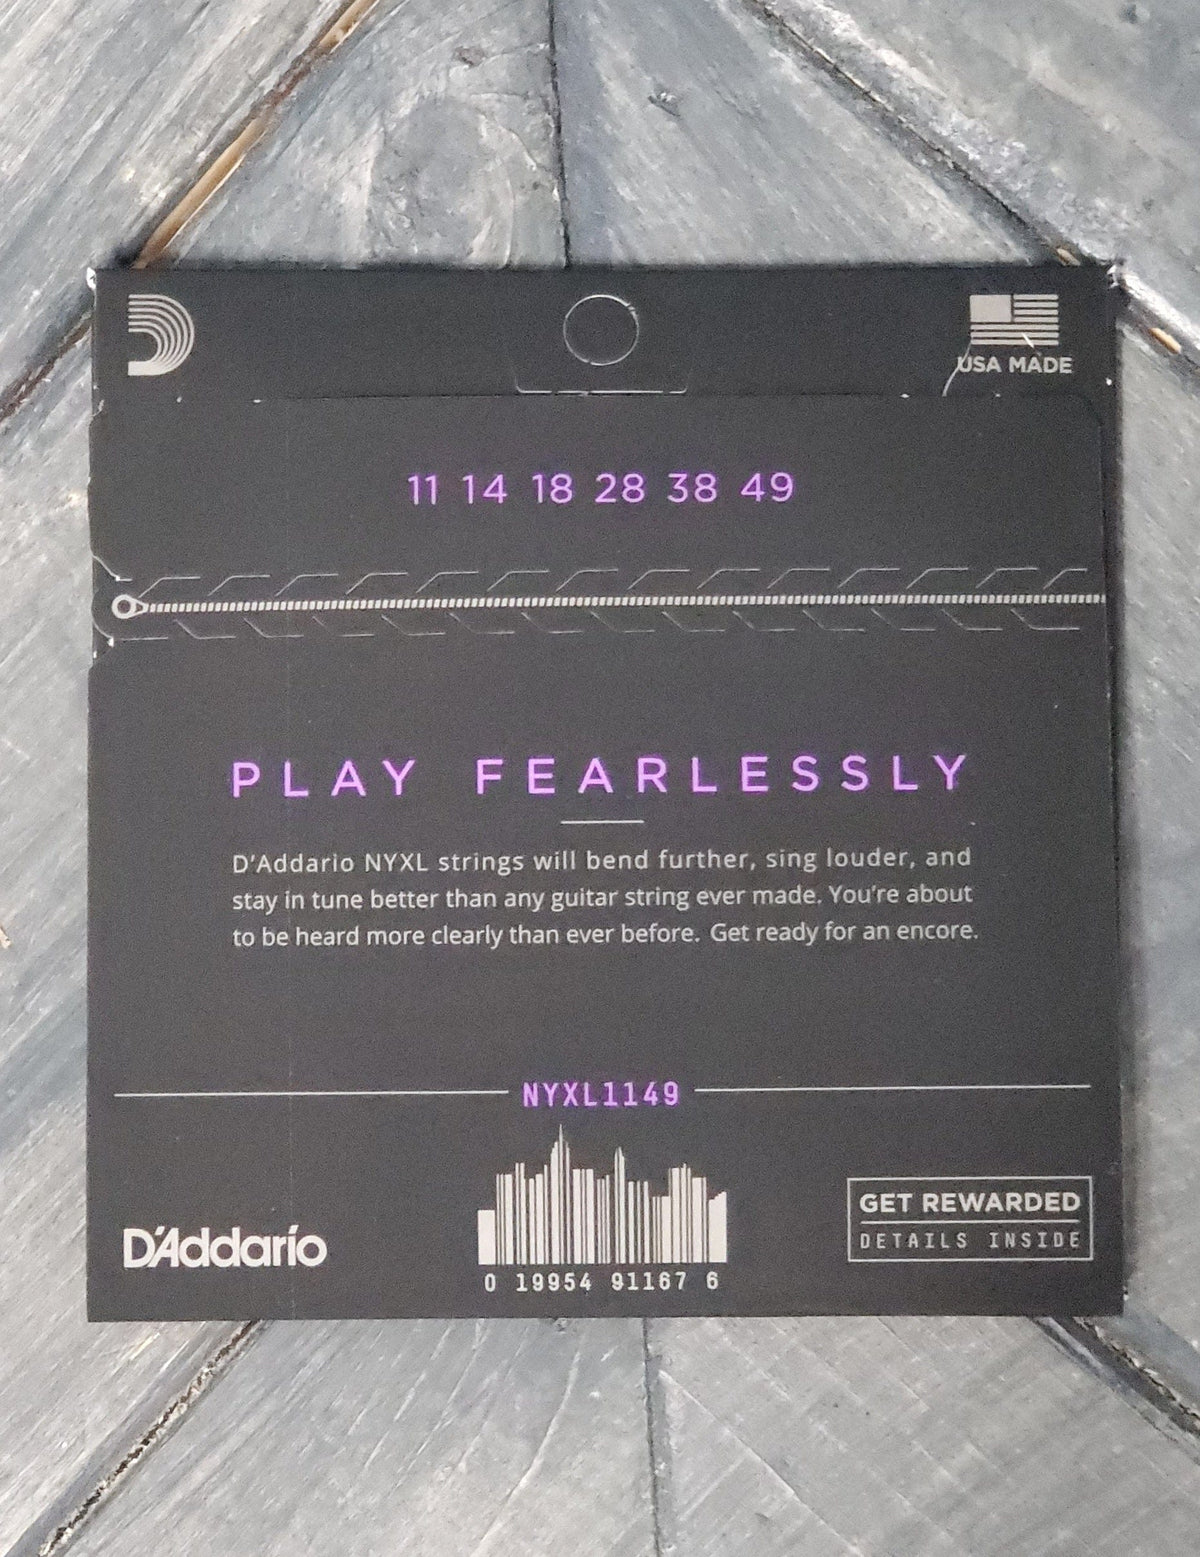 USA MADE
11 14 18 28 38 49
PLAY FEARLESSLY
D'Addario NYXL strings will bend further, sing louder, and
stay in tune better than any guitar string ever made. You're about
to be heard more clearly than ever before. Get ready for an encore.
NYXL1149
D'Addario
0 19954 91167 6
GET REWARDED
DETAILS INSIDE